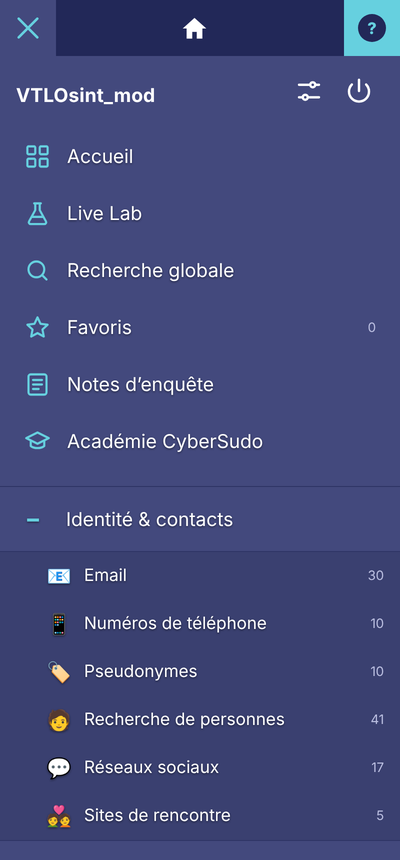 ?
VTLOsint_mod
Accueil
Live Lab
Recherche globale
Favoris 0
Notes d’enquête
Académie CyberSudo
Identité & contacts
Email 30
Numéros de téléphone 10
Pseudonymes 10
Recherche de personnes 41
Réseaux sociaux 17
Sites de rencontre 5